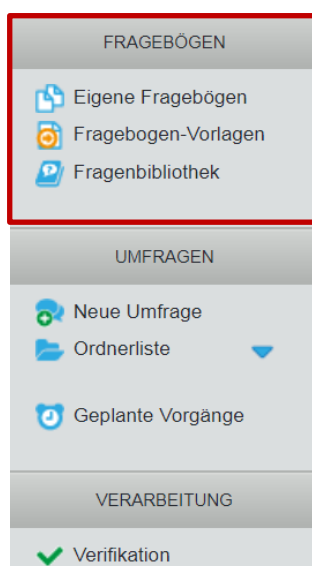 FRAGEBÖGEN
Eigene Fragebögen
Fragebogen-Vorlagen
Fragenbibliothek
UMFRAGEN
Neue Umfrage
Ordnerliste
Geplante Vorgänge
VERARBEITUNG
Verifikation